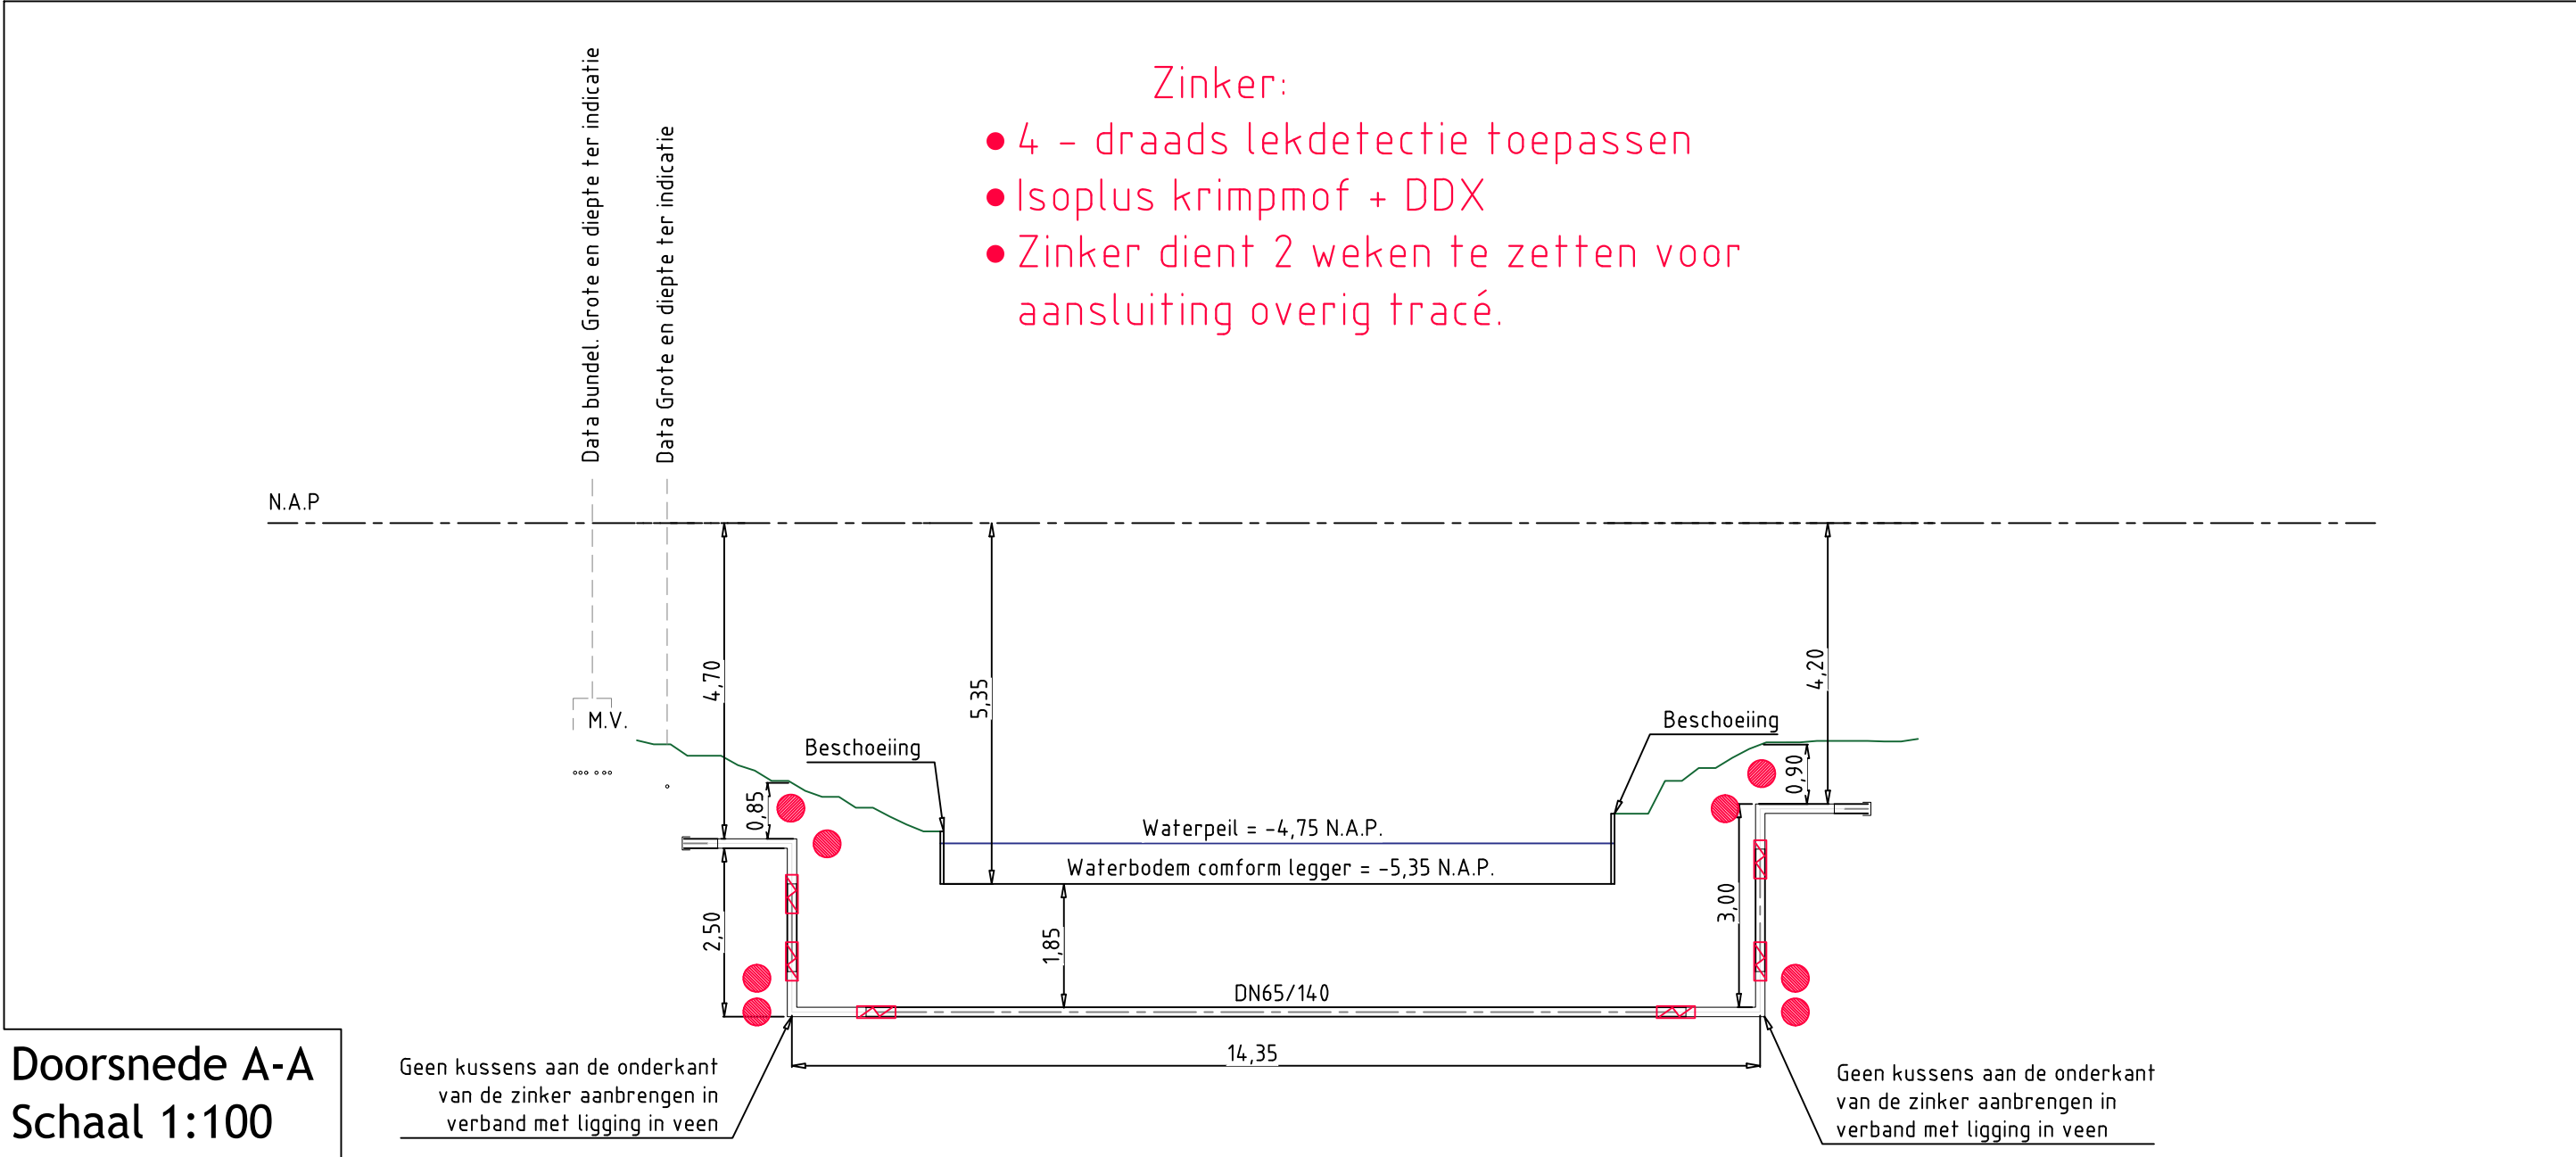 Zinker:
● 4 - draads lekdetectie toepassen
● Isoplus krimpmof + DDX
● Zinker dient 2 weken te zetten voor
aansluiting overig tracé.
Data bundel. Grote en diepte ter indicatie
Data Grote en diepte ter indicatie
N.A.P
4,70
5,35
4,20
M.V.
Beschoeiing
Beschoeiing
0,85
0,90
Waterpeil = -4,75 N.A.P.
Waterbodem comform legger = -5,35 N.A.P.
2,50
1,85
3,00
DN65/140
14,35
Geen kussens aan de onderkant
van de zinker aanbrengen in
verband met ligging in veen
Geen kussens aan de onderkant
van de zinker aanbrengen in
verband met ligging in veen
Doorsnede A-A
Schaal 1:100